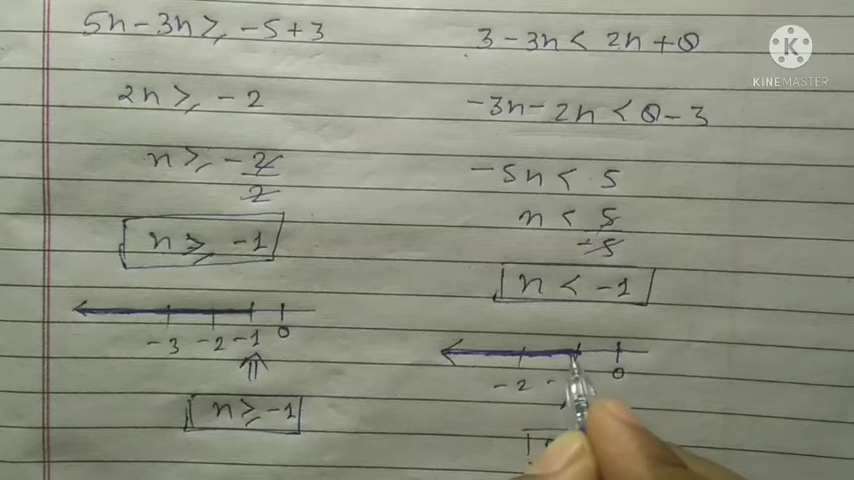 5n-3n ≥ -5+3
2n ≥ -2
n ≥ -2/2
n ≥ -1
-3 -2 -1 0
n ≥ -1
3-3n < 2n+8
-3n-2n < 8-3
-5n < 5
n < 5/-5
n < -1
-2 0
K
KINEMASTER